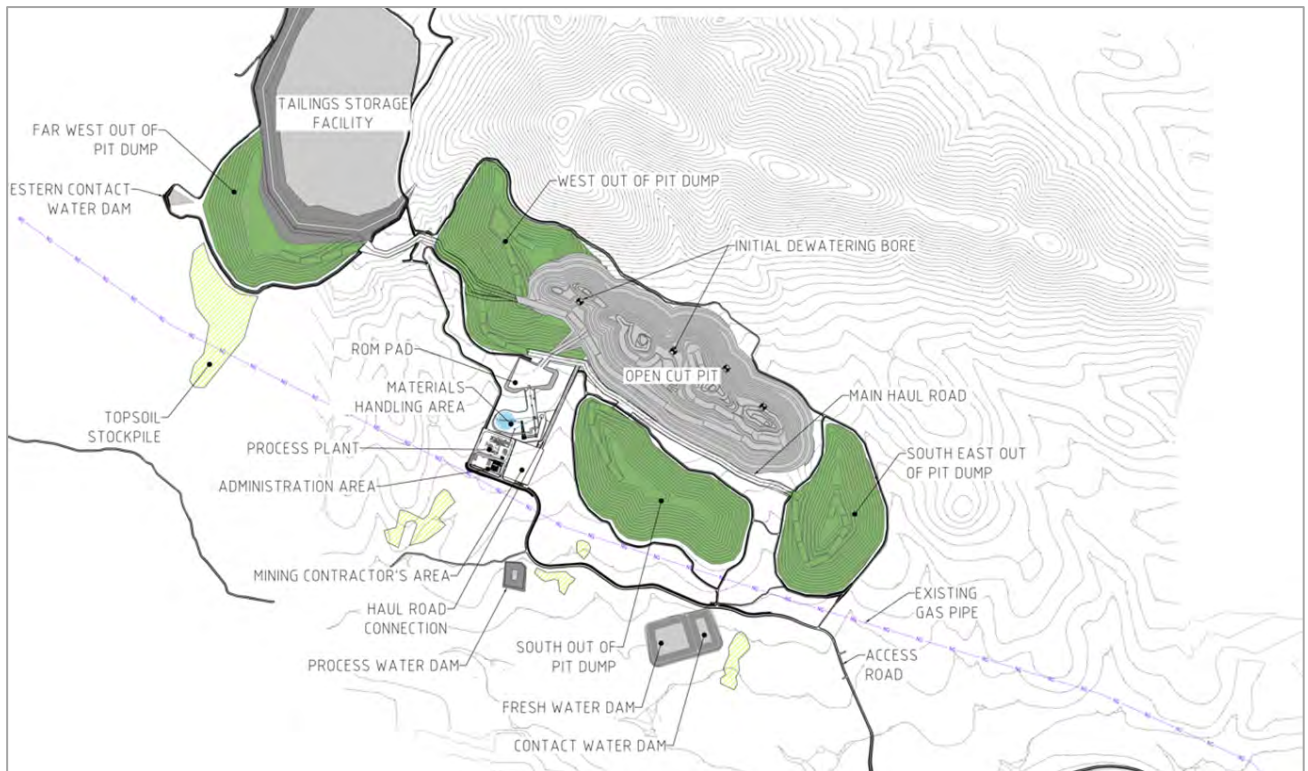 TAILINGS STORAGE
FACILITY
FAR WEST OUT OF
PIT DUMP
ESTERN CONTACT
WATER DAM
WEST OUT OF PIT DUMP
INITIAL DEWATERING BORE
ROM PAD
OPEN CUT PIT
MATERIALS
HANDLING AREA
MAIN HAUL ROAD
TOPSOIL
STOCKPILE
PROCESS PLANT
SOUTH EAST OUT
OF PIT DUMP
ADMINISTRATION AREA
MINING CONTRACTOR'S AREA
EXISTING
GAS PIPE
HAUL ROAD
CONNECTION
SOUTH OUT OF
PIT DUMP
PROCESS WATER DAM
ACCESS
ROAD
FRESH WATER DAM
CONTACT WATER DAM